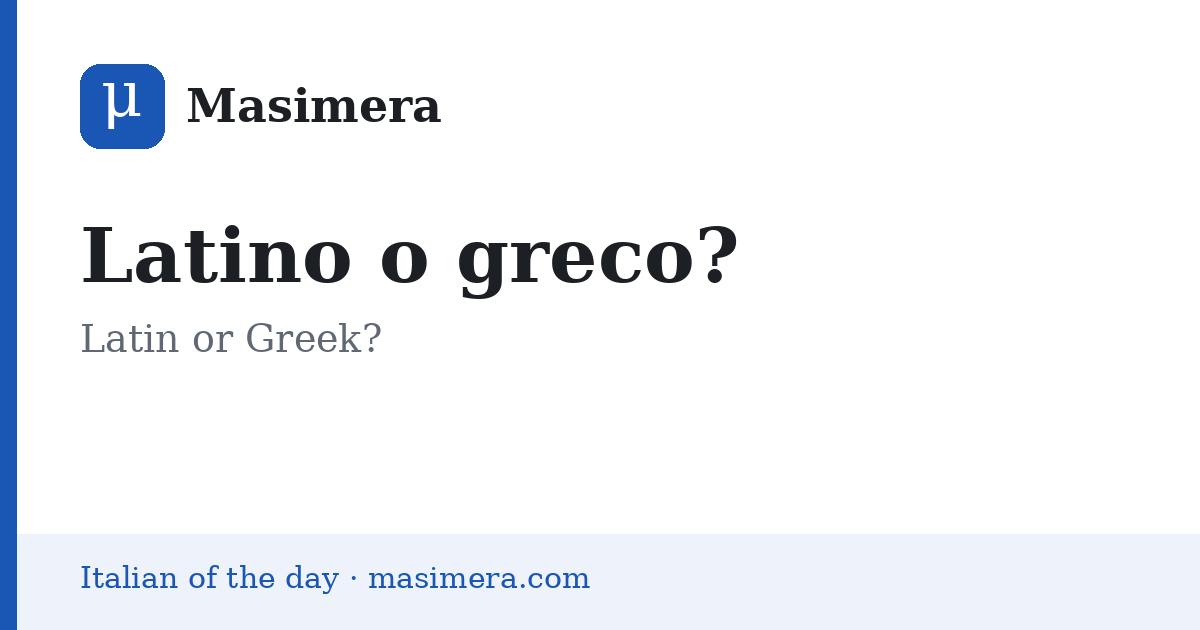 μ Masimera
Latino o greco?
Latin or Greek?
Italian of the day · masimera.com